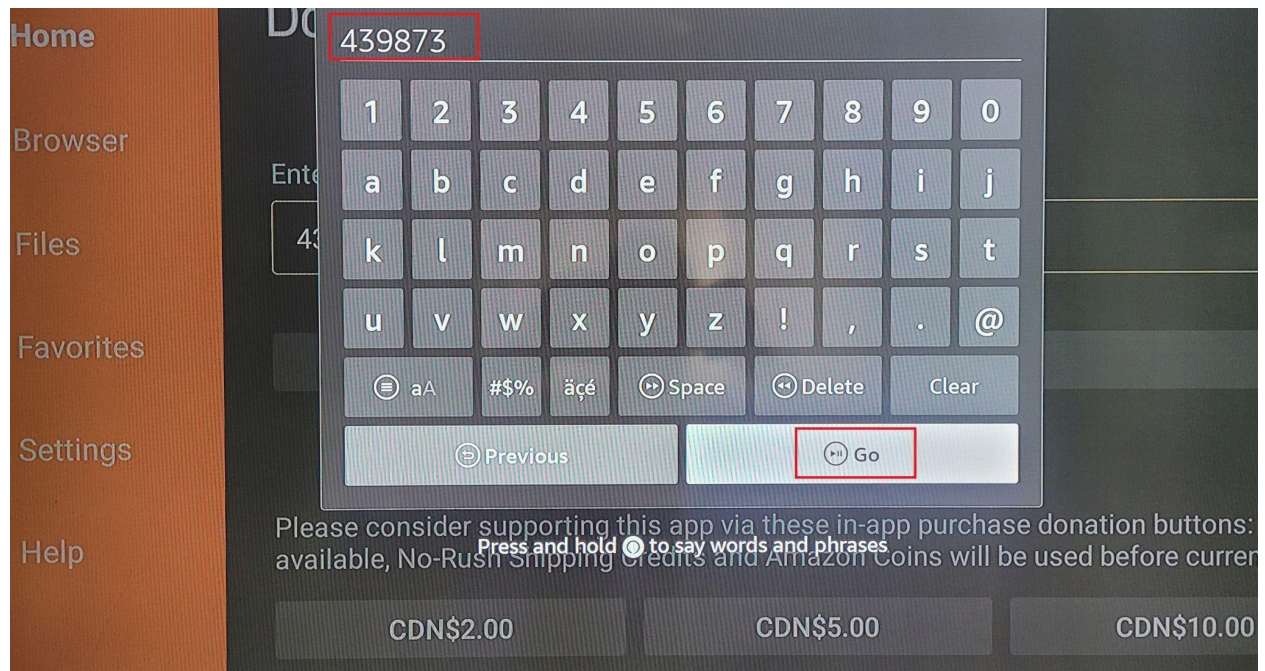 Home
Do
439873
1 2 3 4 5 6 7 8 9 0
Browser
Ente
a b c d e f g h i j
Files
43
k l m n o p q r s t
u v w x y z ! , . @
Favorites
aA #$% äçé Space Delete Clear
Settings
Previous Go
Please consider supporting this app via these in-app purchase donation buttons:
Press and hold to say words and phrases
Help
available, No-Rush Shipping Credits and Amazon Coins will be used before curren
CDN$2.00 CDN$5.00 CDN$10.00